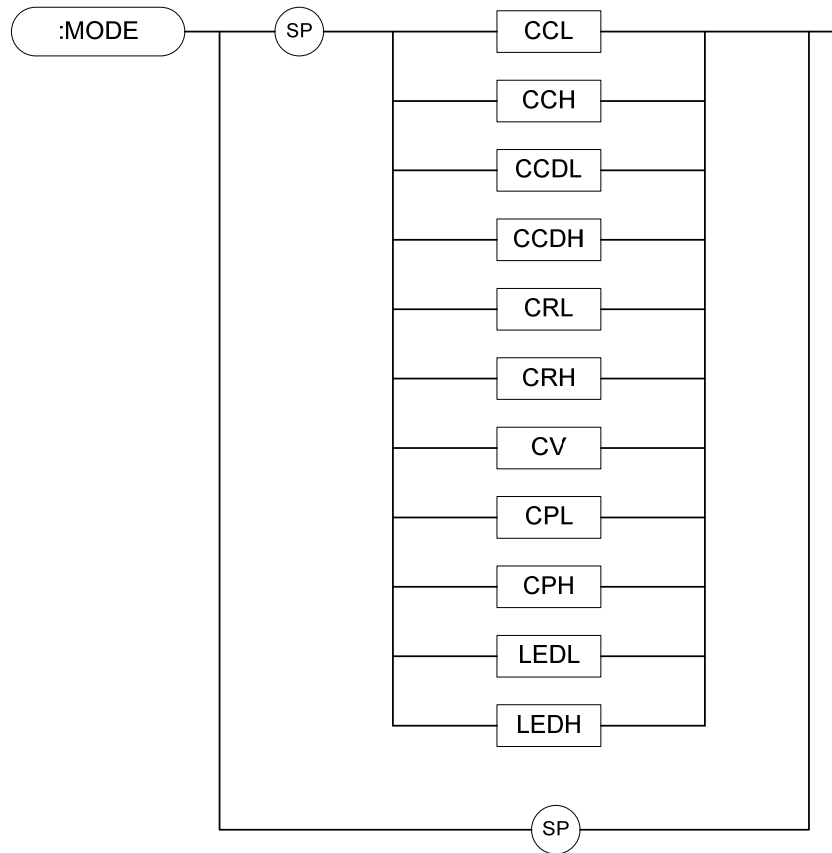 :MODE
SP
CCL
CCH
CCDL
CCDH
CRL
CRH
CV
CPL
CPH
LEDL
LEDH
SP